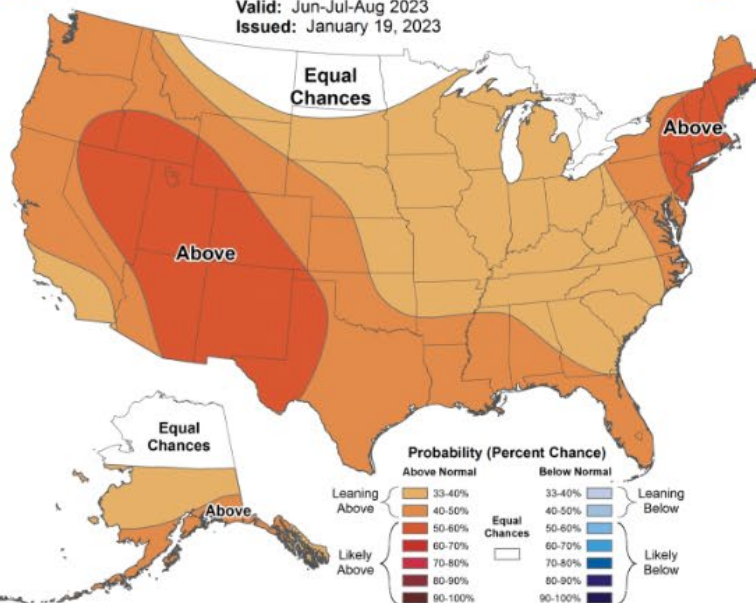 Valid: Jun-Jul-Aug 2023
Issued: January 19, 2023
Equal
Chances
Above
Above
Equal
Chances
Above
Probability (Percent Chance)
Above Normal
Below Normal
Leaning
Above
33-40%
40-50%
50-60%
60-70%
70-80%
80-90%
90-100%
Likely
Above
Equal
Chances
33-40%
40-50%
50-60%
60-70%
70-80%
80-90%
90-100%
Leaning
Below
Likely
Below